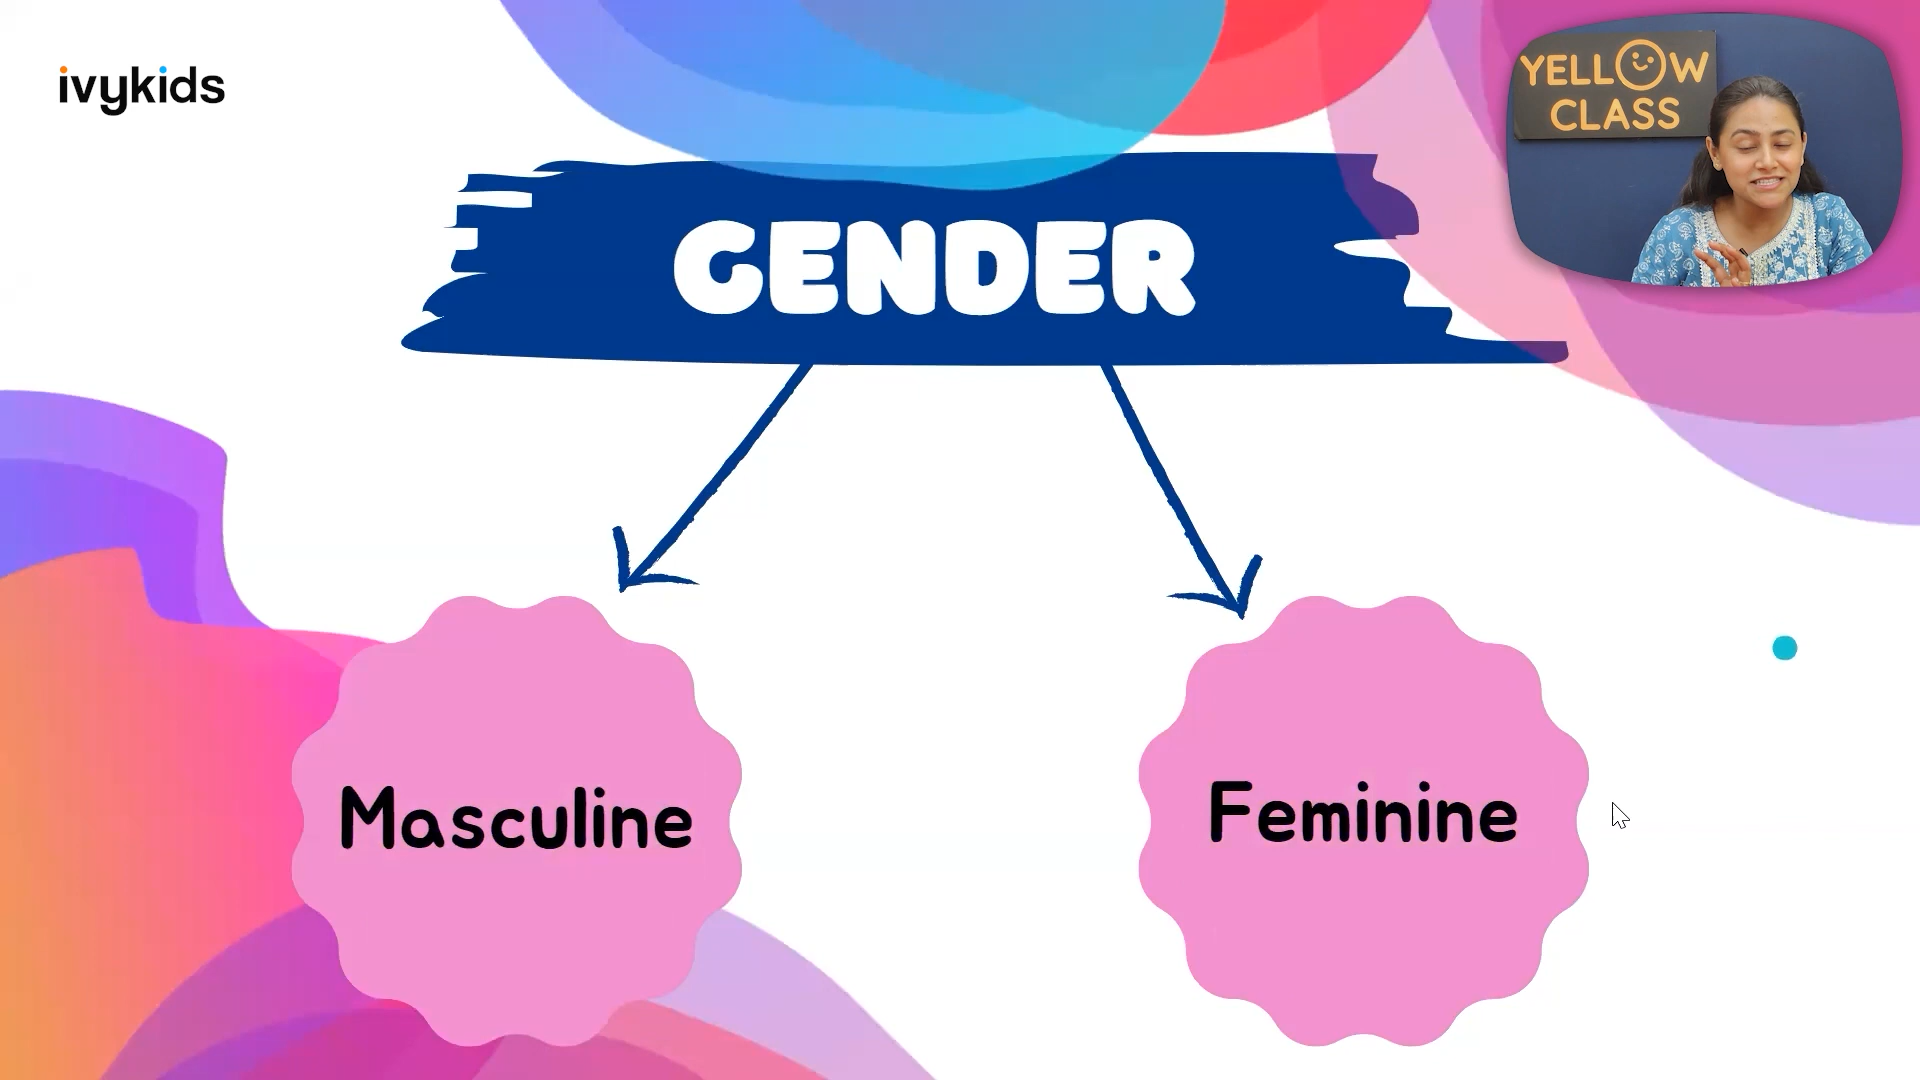 ivykids
YELLOW
CLASS
GENDER
Masculine
Feminine